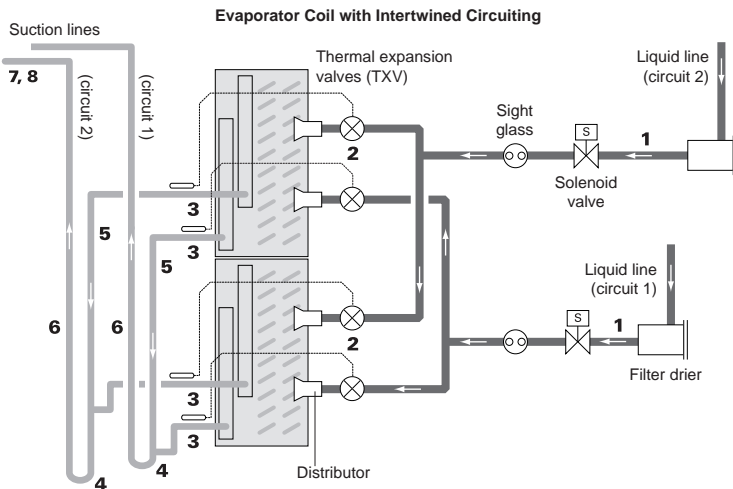 Evaporator Coil with Intertwined Circuiting
Suction lines
7, 8
(circuit 2)
(circuit 1)
Thermal expansion
valves (TXV)
Liquid line
(circuit 2)
Sight
glass
S
1
2
Solenoid
valve
3
3
5
5
Liquid line
(circuit 1)
6
6
S
1
2
Filter drier
3
3
4
4
Distributor